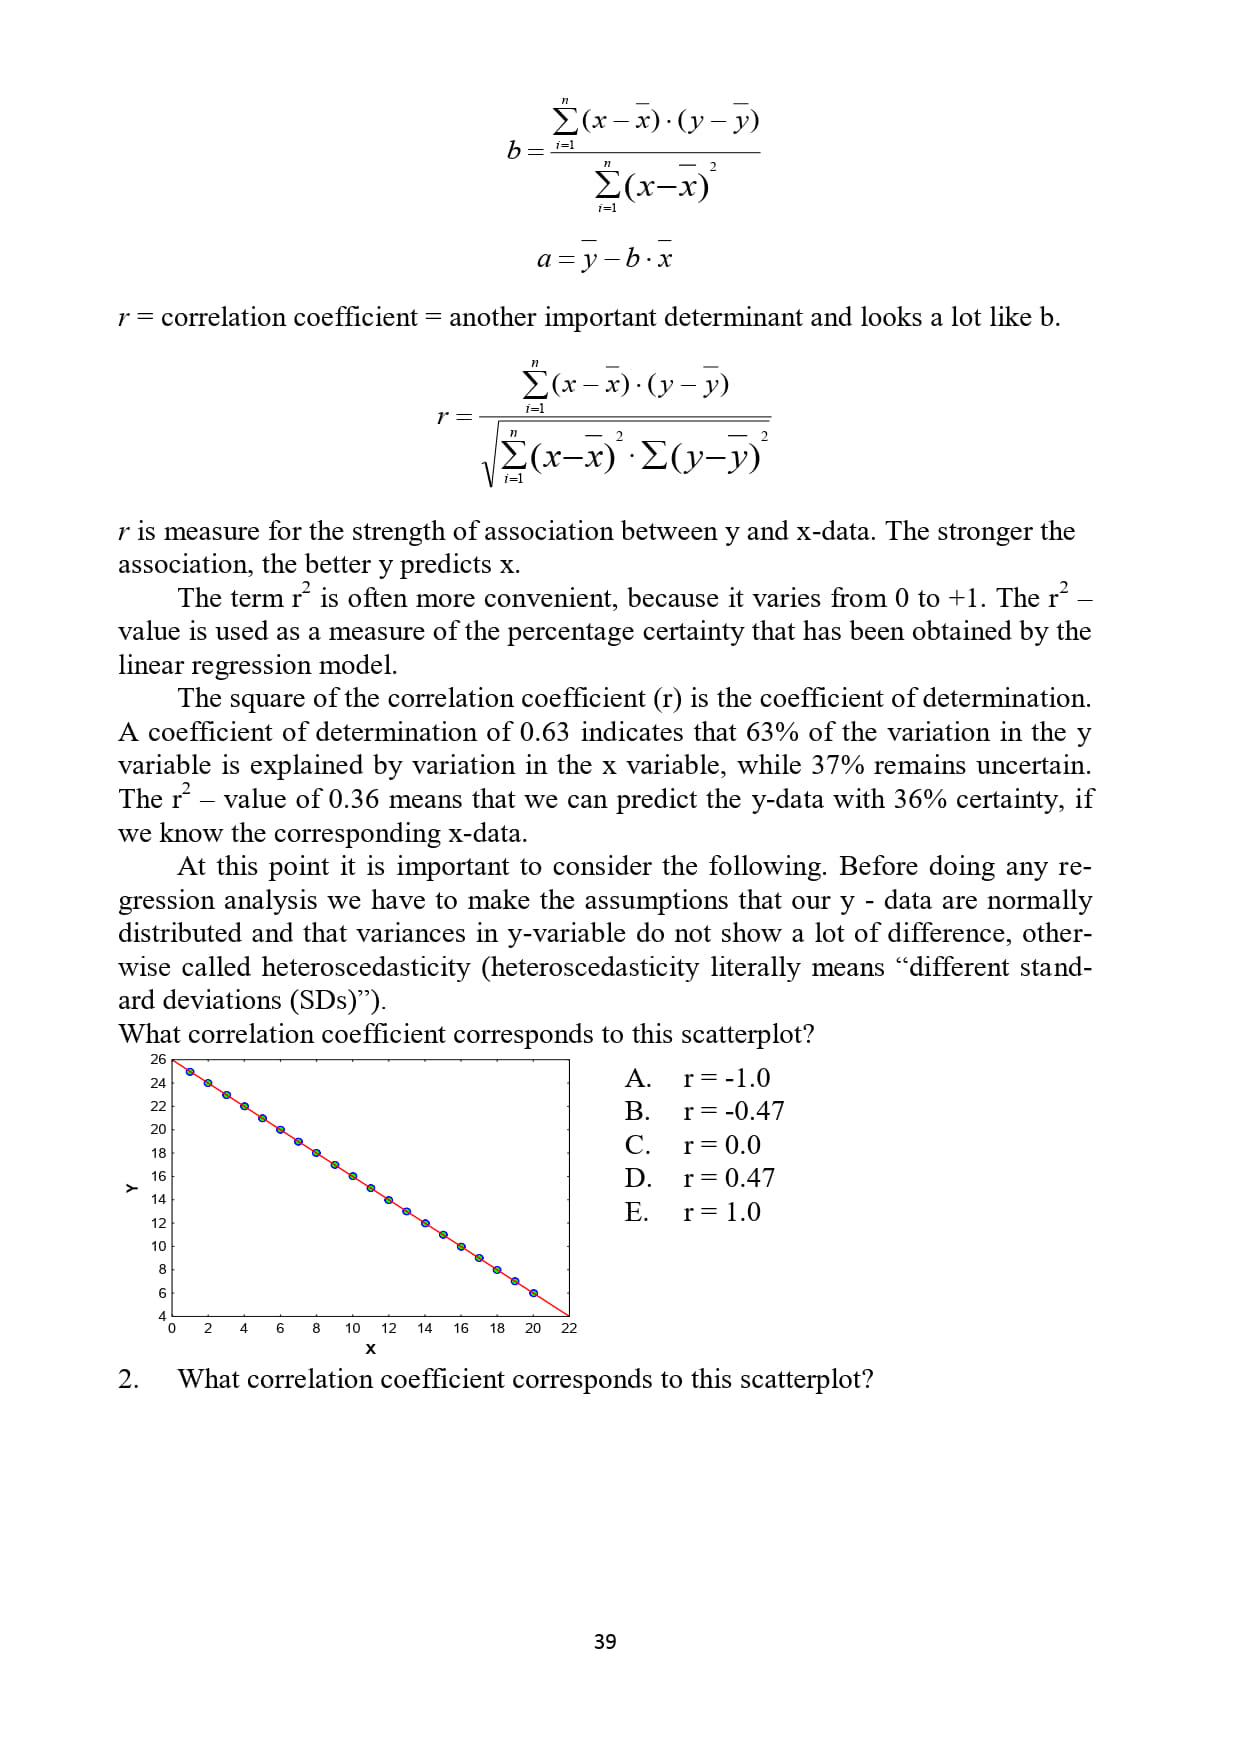 b = \frac{\sum_{i=1}^{n} (x - \overline{x}) \cdot (y - \overline{y})}{\sum_{i=1}^{n} (x - \overline{x})^2}
a = \overline{y} - b \cdot \overline{x}
r = correlation coefficient = another important determinant and looks a lot like b.
r = \frac{\sum_{i=1}^{n} (x - \overline{x}) \cdot (y - \overline{y})}{\sqrt{\sum_{i=1}^{n} (x - \overline{x})^2 \cdot \sum (y - \overline{y})^2}}
r is measure for the strength of association between y and x-data. The stronger the
association, the better y predicts x.
The term r² is often more convenient, because it varies from 0 to +1. The r² –
value is used as a measure of the percentage certainty that has been obtained by the
linear regression model.
The square of the correlation coefficient (r) is the coefficient of determination.
A coefficient of determination of 0.63 indicates that 63% of the variation in the y
variable is explained by variation in the x variable, while 37% remains uncertain.
The r² – value of 0.36 means that we can predict the y-data with 36% certainty, if
we know the corresponding x-data.
At this point it is important to consider the following. Before doing any re-
gression analysis we have to make the assumptions that our y - data are normally
distributed and that variances in y-variable do not show a lot of difference, other-
wise called heteroscedasticity (heteroscedasticity literally means “different stand-
ard deviations (SDs)”).
What correlation coefficient corresponds to this scatterplot?
26
24
22
20
18
16
14
12
10
8
6
4
Y
0 2 4 6 8 10 12 14 16 18 20 22
X
A. r = -1.0
B. r = -0.47
C. r = 0.0
D. r = 0.47
E. r = 1.0
2. What correlation coefficient corresponds to this scatterplot?
39